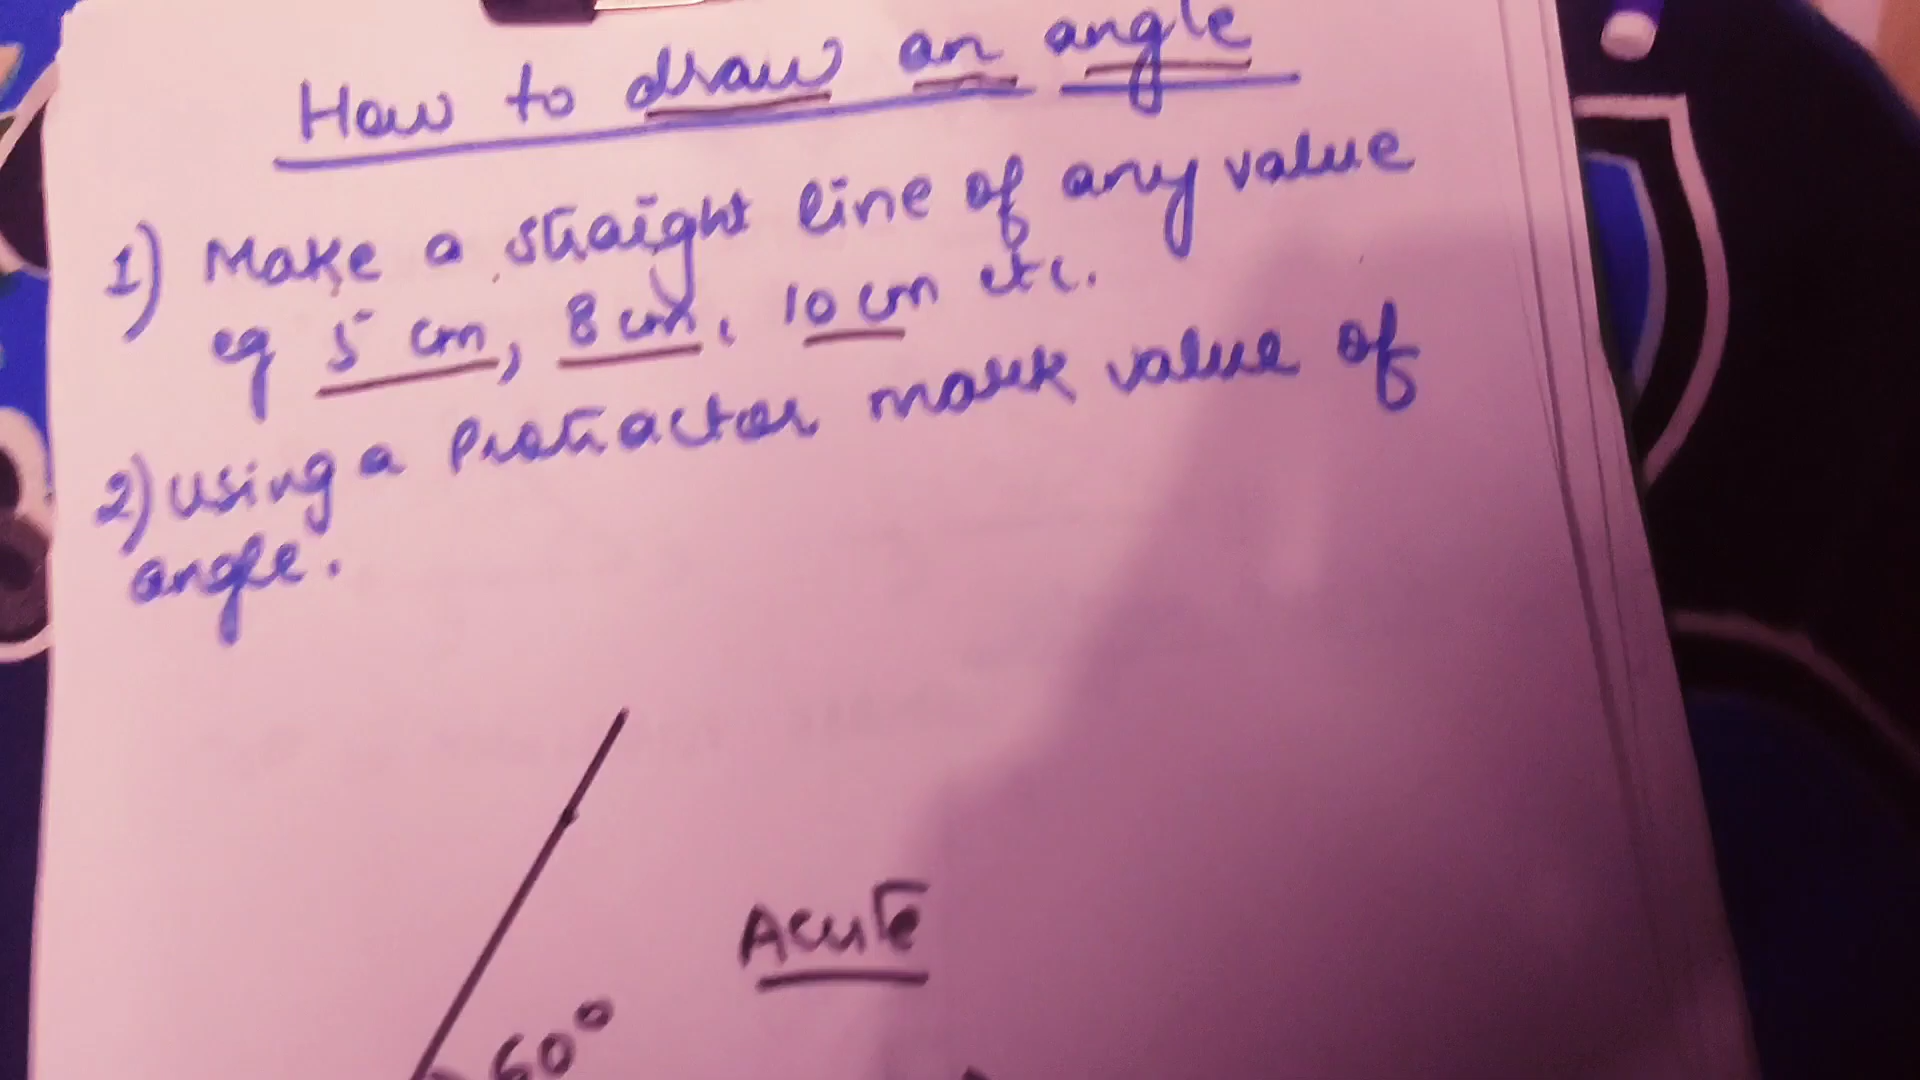 How to draw an angle
1) Make a straight line of any value
eg 5 cm, 8 cm, 10 cm etc.
2) using a Protractor mark value of
angle.
Acute
60°